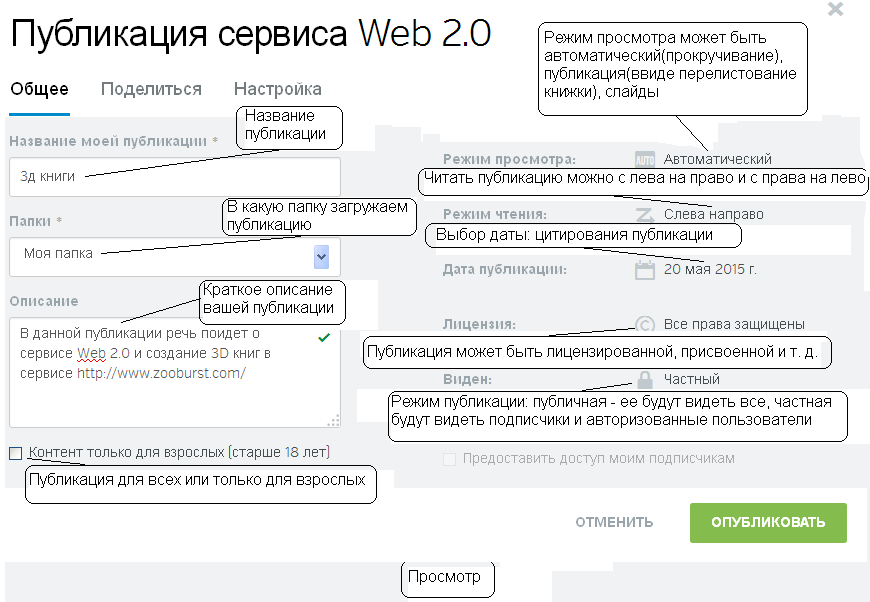 Публикация сервиса Web 2.0
Режим просмотра может быть
автоматический(прокручивание),
публикация(ввиде перелистование
книжки), слайды
Общее
Поделиться
Настройка
Название
публикации
Название моей публикации *
3д книги
В какую папку загружаем
публикацию
Папки *
Моя папка
Краткое описание
вашей публикации
Описание
В данной публикации речь пойдет о
сервисе Web 2.0 и создание 3D книг в
сервисе http://www.zooburst.com/
Контент только для взрослых (старше 18 лет)
Публикация для всех или только для взрослых
Режим просмотра:
AUTO Автоматический
Читать публикацию можно с лева на право и с права на лево
Режим чтения:
Слева направо
Выбор даты: цитирования публикации
Дата публикации:
20 мая 2015 г.
Лицензия:
© Все права защищены
Публикация может быть лицензированной, присвоенной и т. д.
Виден:
Частный
Режим публикации: публичная - ее будут видеть все, частная
будут видеть подписчики и авторизованные пользователи
Предоставить доступ моим подписчикам
ОТМЕНИТЬ
ОПУБЛИКОВАТЬ
Просмотр